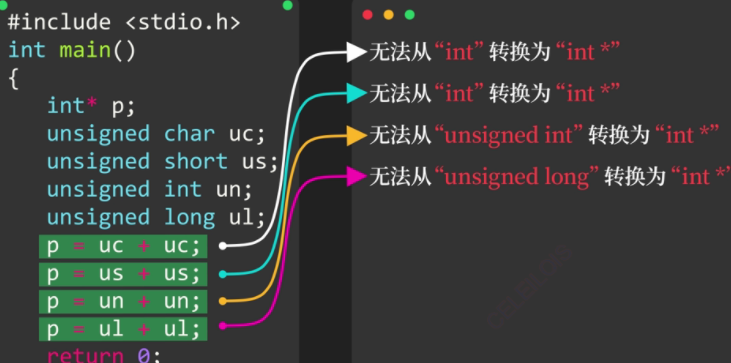 #include <stdio.h>
int main()
{
int* p;
unsigned char uc;
unsigned short us;
unsigned int un;
unsigned long ul;
p = uc + uc;
p = us + us;
p = un + un;
p = ul + ul;
return 0;
无法从“int” 转换为 “int *”
无法从“int” 转换为 “int *”
无法从“unsigned int” 转换为 “int *”
无法从“unsigned long” 转换为 “int *”